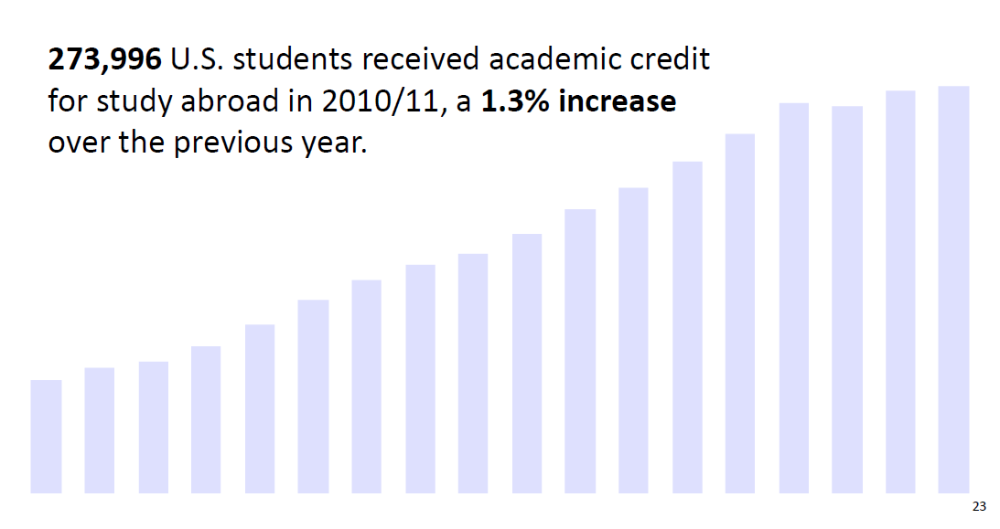 273,996 U.S. students received academic credit
for study abroad in 2010/11, a 1.3% increase
over the previous year.
23